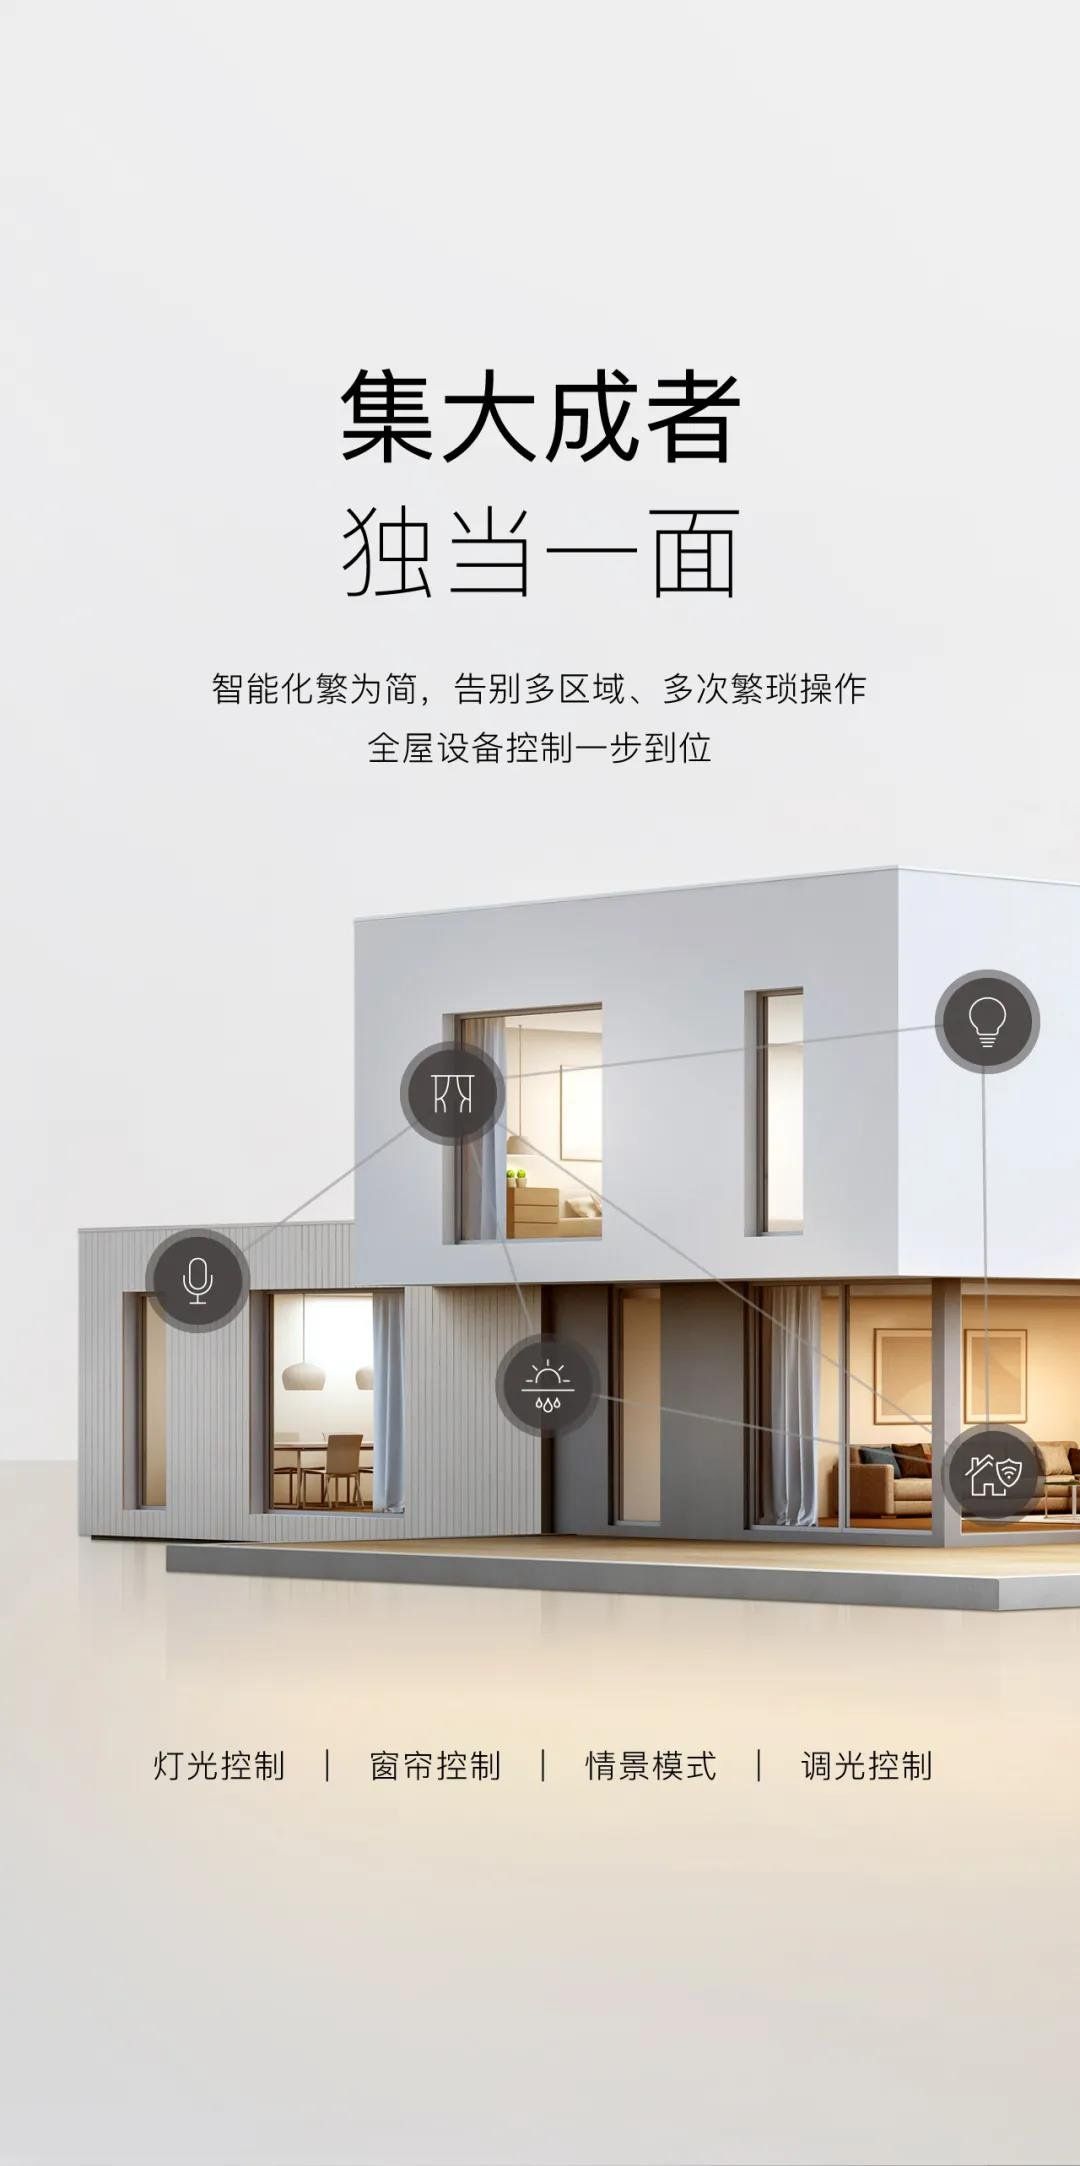 集大成者
独当一面
智能化繁为简，告别多区域、多次繁琐操作
全屋设备控制一步到位
灯光控制 | 窗帘控制 | 情景模式 | 调光控制